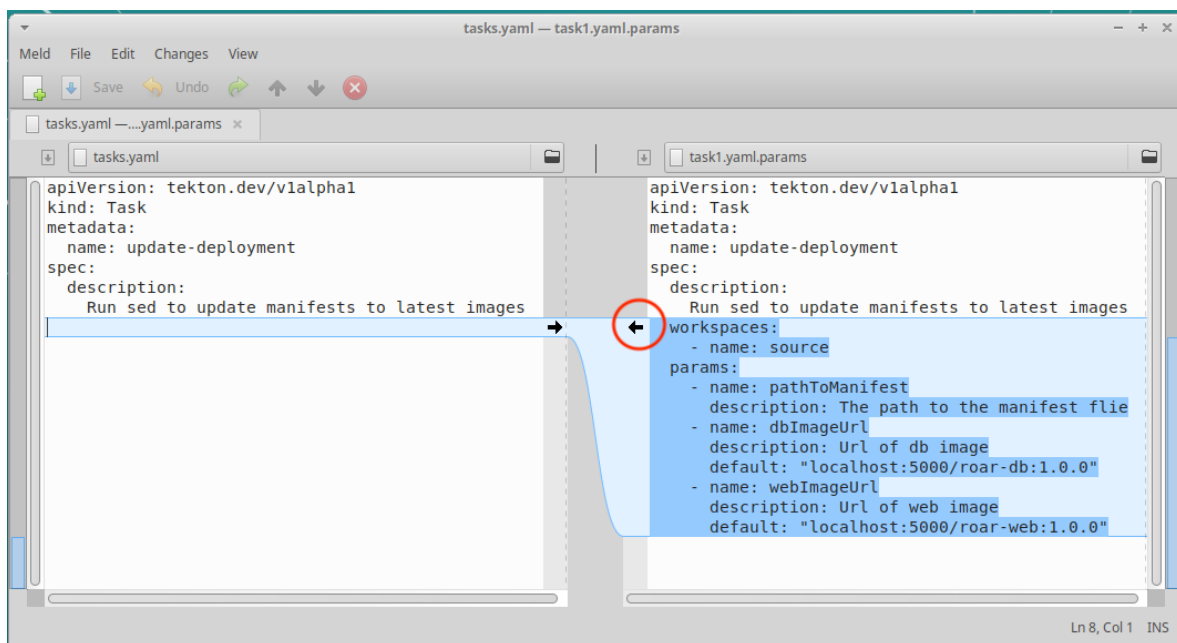 tasks.yaml — task1.yaml.params
Meld File Edit Changes View
Save Undo
tasks.yaml —....yaml.params
tasks.yaml
task1.yaml.params
apiVersion: tekton.dev/v1alpha1
kind: Task
metadata:
  name: update-deployment
spec:
  description:
    Run sed to update manifests to latest images
apiVersion: tekton.dev/v1alpha1
kind: Task
metadata:
  name: update-deployment
spec:
  description:
    Run sed to update manifests to latest images
  workspaces:
    - name: source
  params:
    - name: pathToManifest
      description: The path to the manifest flie
    - name: dbImageUrl
      description: Url of db image
      default: "localhost:5000/roar-db:1.0.0"
    - name: webImageUrl
      description: Url of web image
      default: "localhost:5000/roar-web:1.0.0"
Ln 8, Col 1 INS